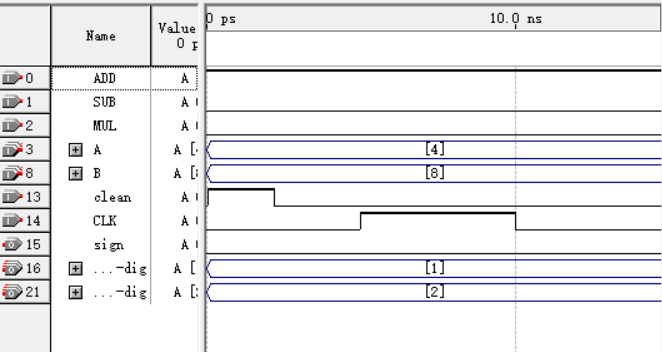 Name Value 0 ps 10.0 ns
0 p
0 ADD A
1 SUB A
2 MUL A
3 A A [ [4]
8 B A [ [8]
13 clean A
14 CLK A
15 sign A
16 ...-dig A [ [1]
21 ...-dig A [ [2]